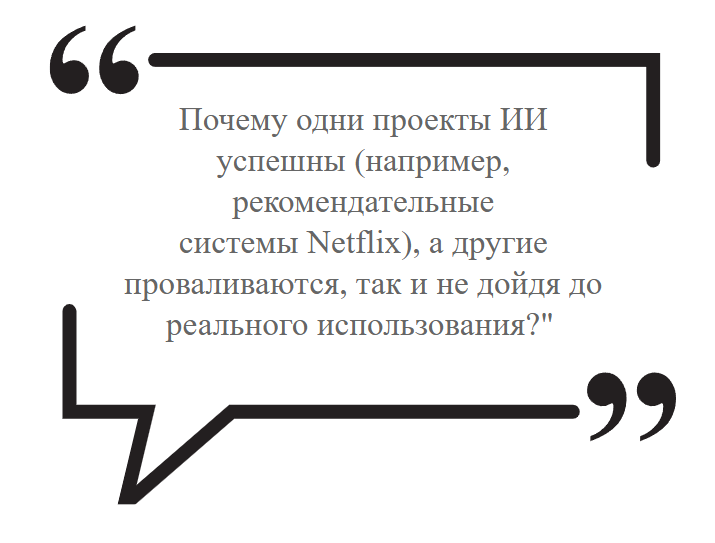 Почему одни проекты ИИ
успешны (например,
рекомендательные
системы Netflix), а другие
проваливаются, так и не дойдя до
реального использования?"